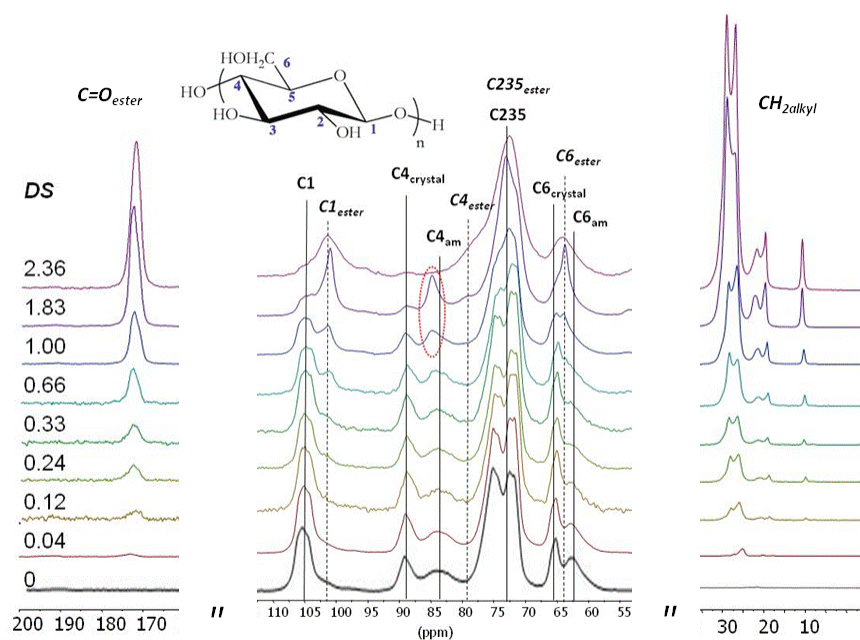 C=Oester
HOH2C 6
HO 4 5 O
HO 3 2 OH 1 O H
n
C235ester
C235
CH2alkyl
DS
C1
C1ester
C4crystal
C4am
C4ester
C6ester
C6crystal
C6am
2.36
1.83
1.00
0.66
0.33
0.24
0.12
0.04
0
200 190 180 170 " 110 105 100 95 90 85 80 75 70 65 60 55 " 30 20 10
(ppm)